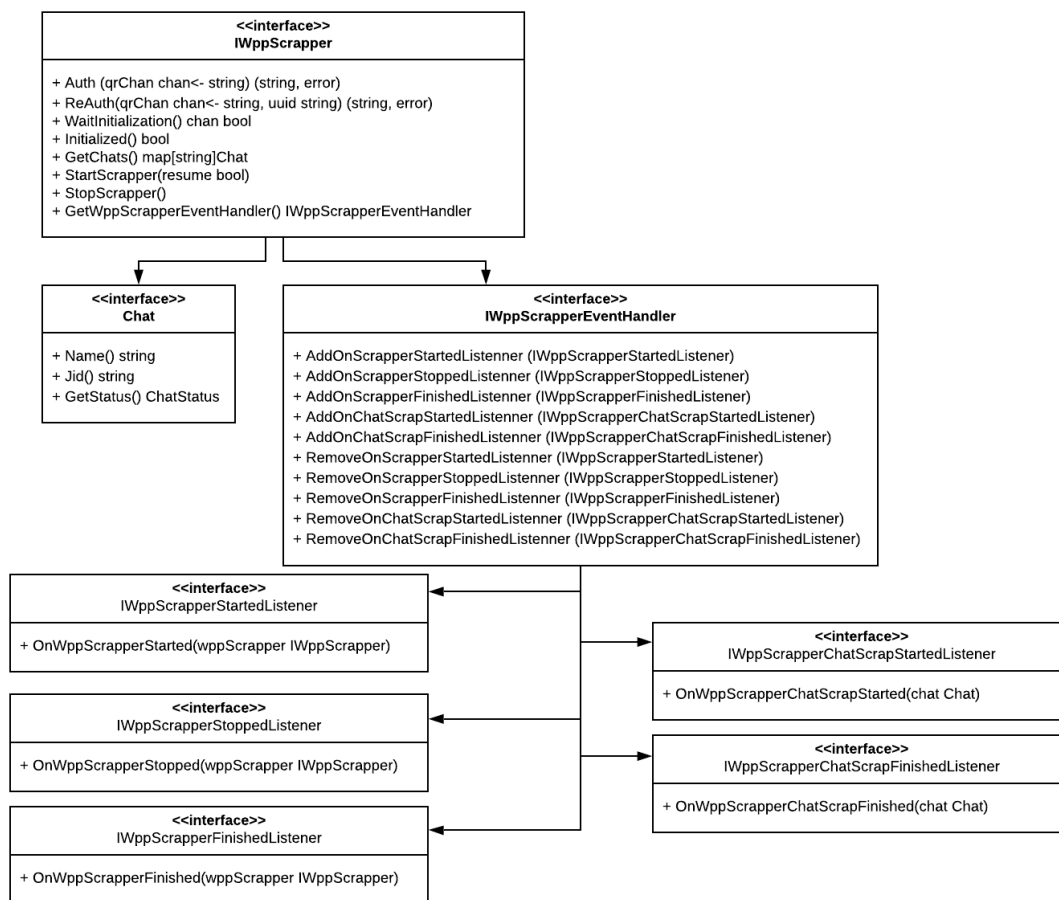 <<interface>>
IWppScrapper
+ Auth (qrChan chan<- string) (string, error)
+ ReAuth(qrChan chan<- string, uuid string) (string, error)
+ WaitInitialization() chan bool
+ Initialized() bool
+ GetChats() map[string]Chat
+ StartScrapper(resume bool)
+ StopScrapper()
+ GetWppScrapperEventHandler() IWppScrapperEventHandler
<<interface>>
Chat
+ Name() string
+ Jid() string
+ GetStatus() ChatStatus
<<interface>>
IWppScrapperEventHandler
+ AddOnScrapperStartedListenner (IWppScrapperStartedListener)
+ AddOnScrapperStoppedListenner (IWppScrapperStoppedListener)
+ AddOnScrapperFinishedListenner (IWppScrapperFinishedListener)
+ AddOnChatScrapStartedListenner (IWppScrapperChatScrapStartedListener)
+ AddOnChatScrapFinishedListenner (IWppScrapperChatScrapFinishedListener)
+ RemoveOnScrapperStartedListenner (IWppScrapperStartedListener)
+ RemoveOnScrapperStoppedListenner (IWppScrapperStoppedListener)
+ RemoveOnScrapperFinishedListenner (IWppScrapperFinishedListener)
+ RemoveOnChatScrapStartedListenner (IWppScrapperChatScrapStartedListener)
+ RemoveOnChatScrapFinishedListenner (IWppScrapperChatScrapFinishedListener)
<<interface>>
IWppScrapperStartedListener
+ OnWppScrapperStarted(wppScrapper IWppScrapper)
<<interface>>
IWppScrapperChatScrapStartedListener
+ OnWppScrapperChatScrapStarted(chat Chat)
<<interface>>
IWppScrapperStoppedListener
+ OnWppScrapperStopped(wppScrapper IWppScrapper)
<<interface>>
IWppScrapperChatScrapFinishedListener
+ OnWppScrapperChatScrapFinished(chat Chat)
<<interface>>
IWppScrapperFinishedListener
+ OnWppScrapperFinished(wppScrapper IWppScrapper)